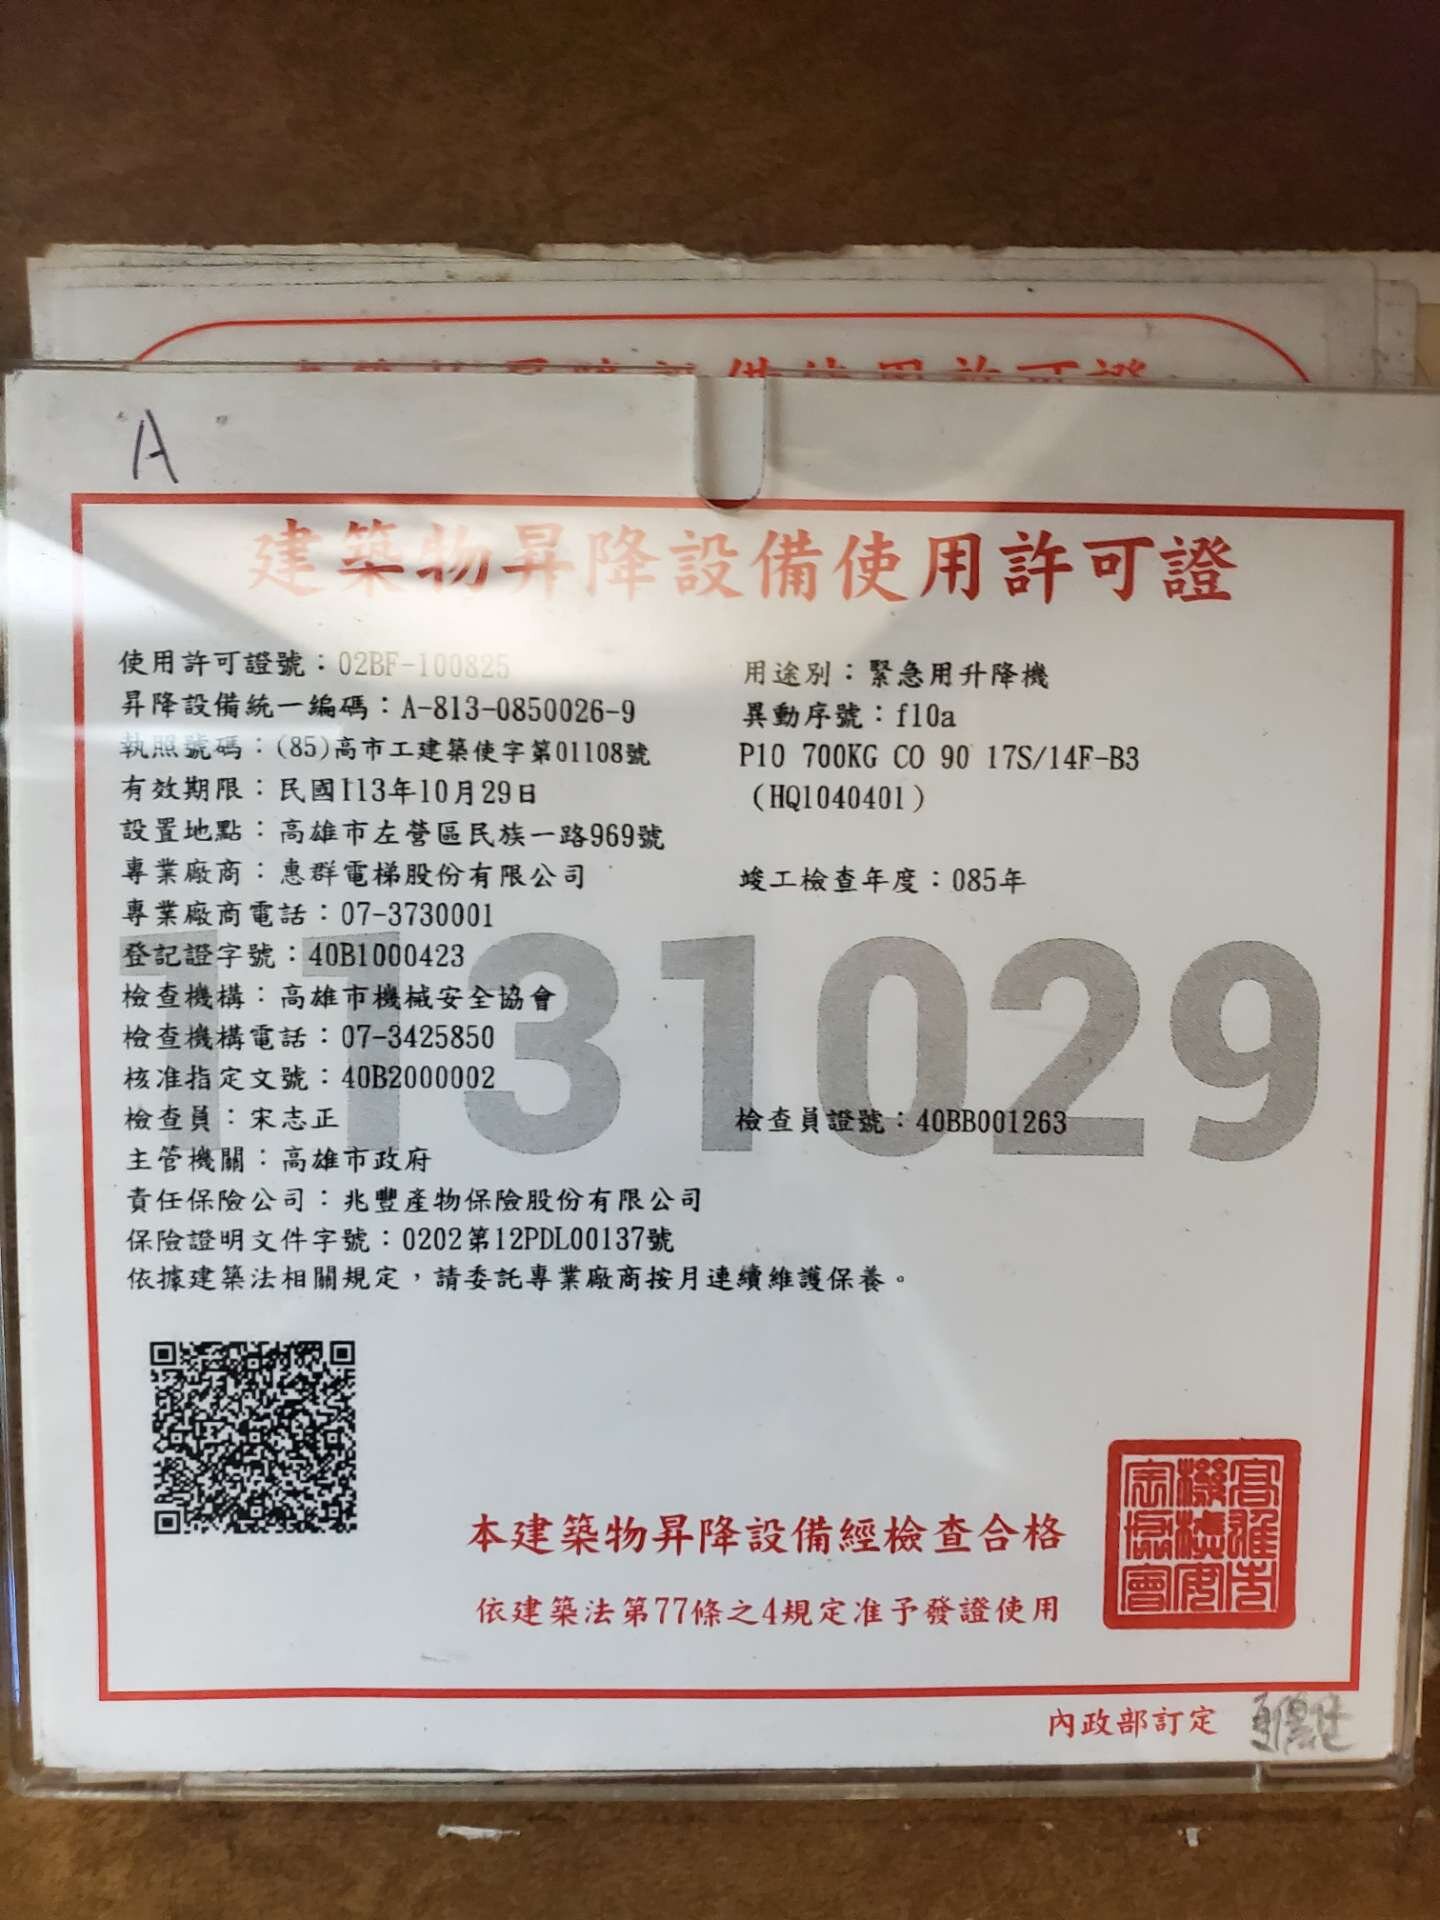 A
建築物昇降設備使用許可證
使用許可證號：02BF-100825
用途別：緊急用升降機
昇降設備統一編碼：A-813-0850026-9
異動序號：f10a
執照號碼：(85)高市工建築使字第01108號
P10 700KG CO 90 17S/14F-B3
有效期限：民國113年10月29日
(HQ1040401)
設置地點：高雄市左營區民族一路969號
專業廠商：惠群電梯股份有限公司
竣工檢查年度：085年
專業廠商電話：07-3730001
登記證字號：40B1000423
1131029
檢查機構：高雄市機械安全協會
檢查機構電話：07-3425850
核准指定文號：40B2000002
檢查員：宋志正
檢查員證號：40BB001263
主管機關：高雄市政府
責任保險公司：兆豐產物保險股份有限公司
保險證明文件字號：0202第12PDL00137號
依據建築法相關規定，請委託專業廠商按月連續維護保養。
本建築物昇降設備經檢查合格
依建築法第77條之4規定准予發證使用
高雄市機械安全協會
內政部訂定